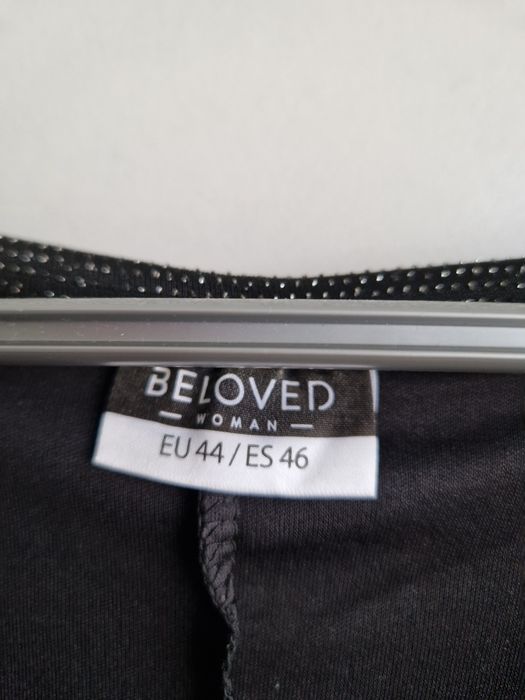 BELOVED
— WOMAN —
EU 44 / ES 46